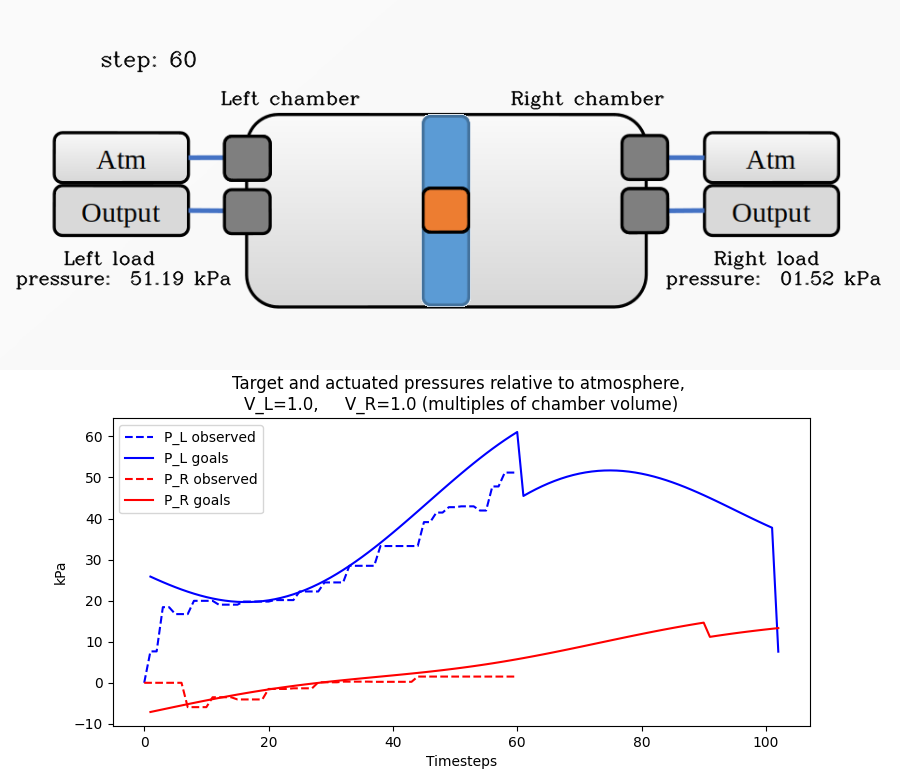 step: 60
Left chamber
Right chamber
Atm
Atm
Output
Output
Left load
pressure: 51.19 kPa
Right load
pressure: 01.52 kPa
Target and actuated pressures relative to atmosphere,
V_L=1.0, V_R=1.0 (multiples of chamber volume)
P_L observed
P_L goals
P_R observed
P_R goals
60
50
40
30
20
10
0
−10
kPa
0 20 40 60 80 100
Timesteps